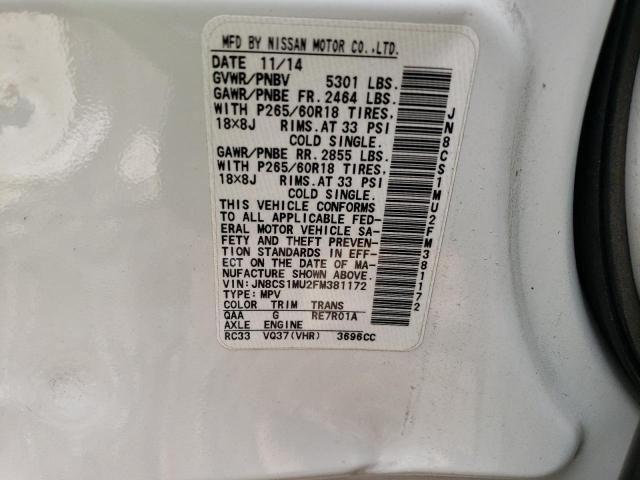 MFD BY NISSAN MOTOR CO.,LTD.
DATE 11/14
GVWR/PNBV 5301 LBS.
GAWR/PNBE FR. 2464 LBS.
WITH P265/60R18 TIRES.
18×8J RIMS. AT 33 PSI
COLD SINGLE.
GAWR/PNBE RR. 2855 LBS.
WITH P265/60R18 TIRES.
18×8J RIMS. AT 33 PSI
COLD SINGLE.
THIS VEHICLE CONFORMS
TO ALL APPLICABLE FED-
ERAL MOTOR VEHICLE SA-
FETY AND THEFT PREVEN-
TION STANDARDS IN EFF-
ECT ON THE DATE OF MA-
NUFACTURE SHOWN ABOVE.
VIN: JN8CS1MU2FM381172
TYPE: MPV
COLOR TRIM TRANS
QAA G RE7R01A
AXLE ENGINE
RC33 VQ37(VHR) 3696CC
JN8CS1MU2FM381172